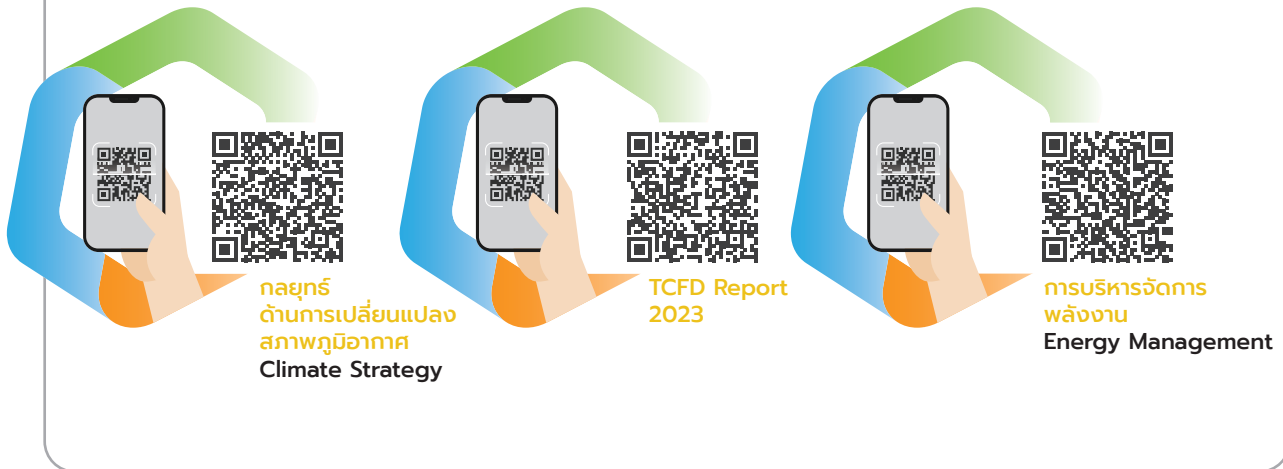 กลยุทธ์
ด้านการเปลี่ยนแปลง
สภาพภูมิอากาศ
Climate Strategy
TCFD Report
2023
การบริหารจัดการ
พลังงาน
Energy Management